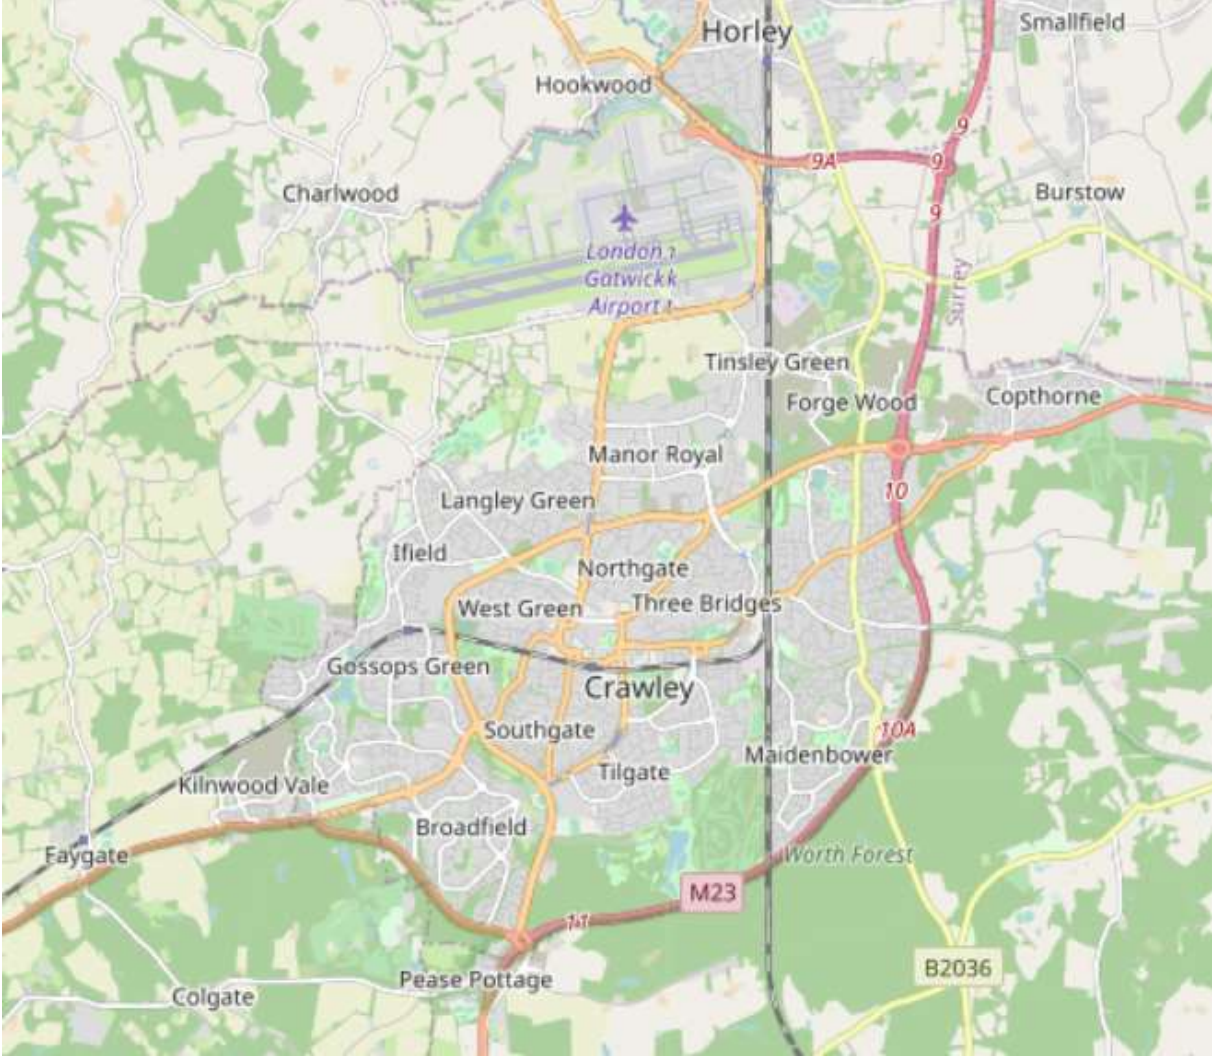 Smallfield
Horley
Hookwood
9
9A
9
Charlwood
Burstow
9
London
Gatwick
Airport
Surrey
Tinsley Green
Forge Wood
Copthorne
Manor Royal
10
Langley Green
Ifield
Northgate
West Green
Three Bridges
Gossops Green
Crawley
Southgate
10A
Maidenbower
Tilgate
Kilnwood Vale
Broadfield
Faygate
Worth Forest
M23
11
B2036
Pease Pottage
Colgate